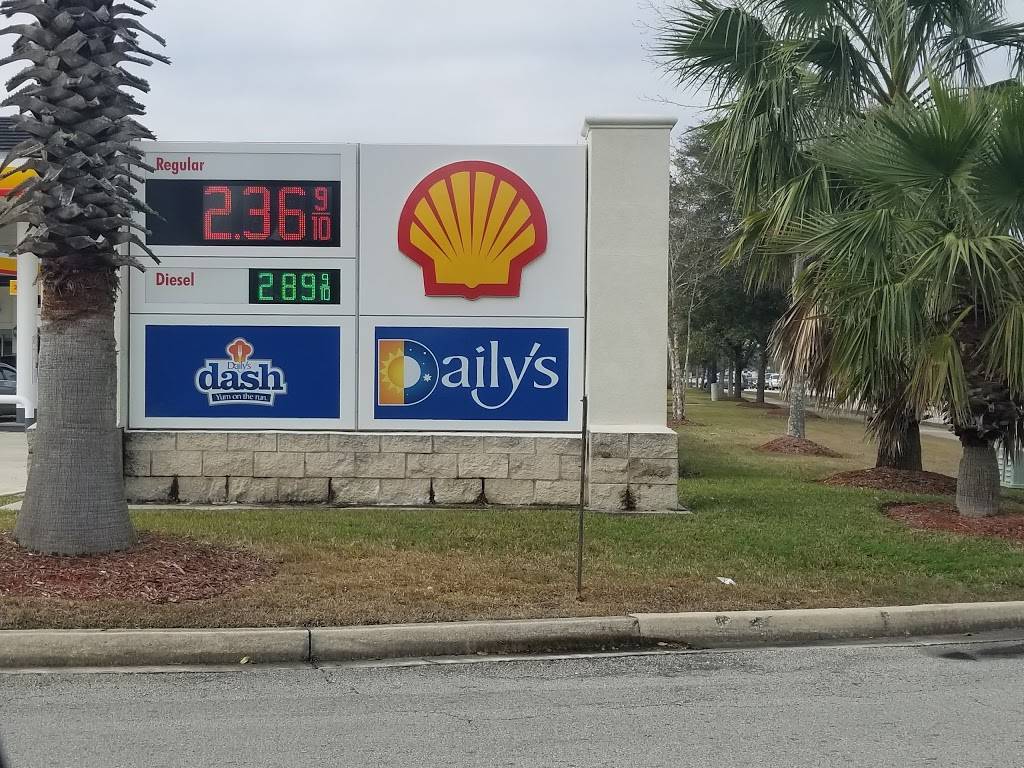 Regular
2.36 9/10
Diesel
2.89 9/10
Daily's
dash
Yum on the run.
Daily's